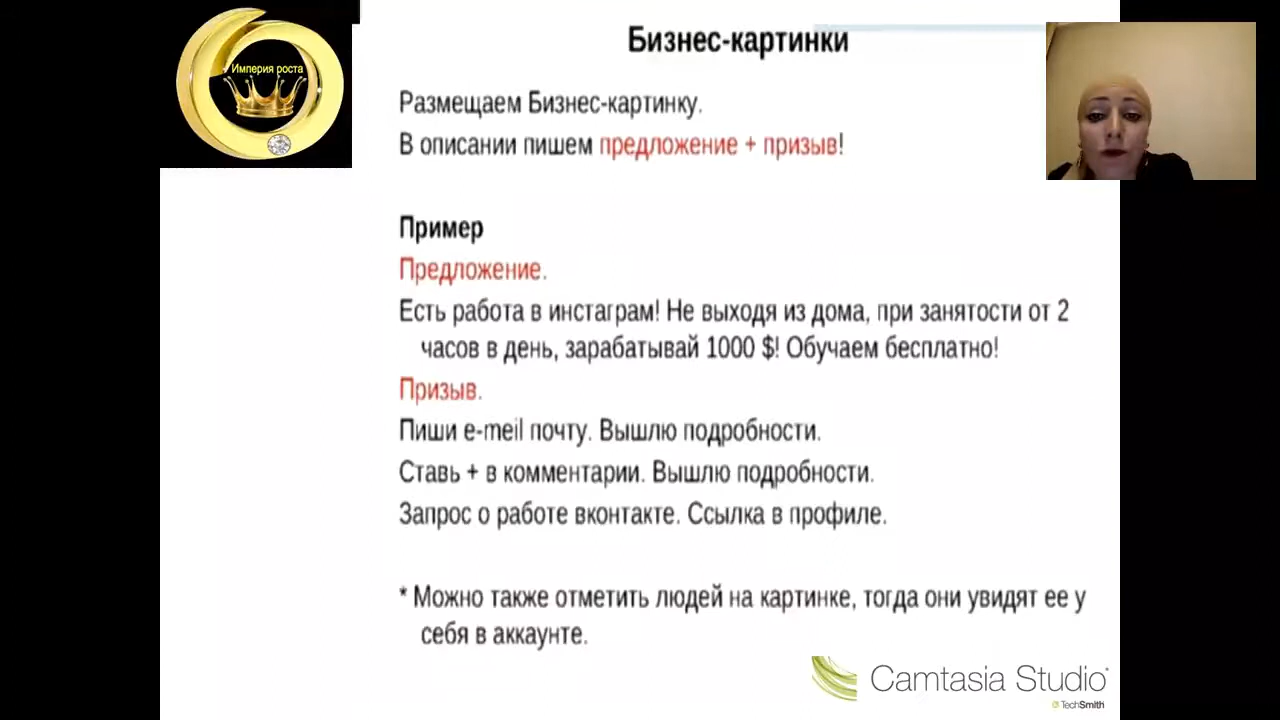 Империя роста
Бизнес-картинки
Размещаем Бизнес-картинку.
В описании пишем предложение + призыв!
Пример
Предложение.
Есть работа в инстаграм! Не выходя из дома, при занятости от 2
часов в день, зарабатывай 1000 $! Обучаем бесплатно!
Призыв.
Пиши e-meil почту. Вышлю подробности.
Ставь + в комментарии. Вышлю подробности.
Запрос о работе вконтакте. Ссылка в профиле.
* Можно также отметить людей на картинке, тогда они увидят ее у
себя в аккаунте.
Camtasia Studio
TechSmith